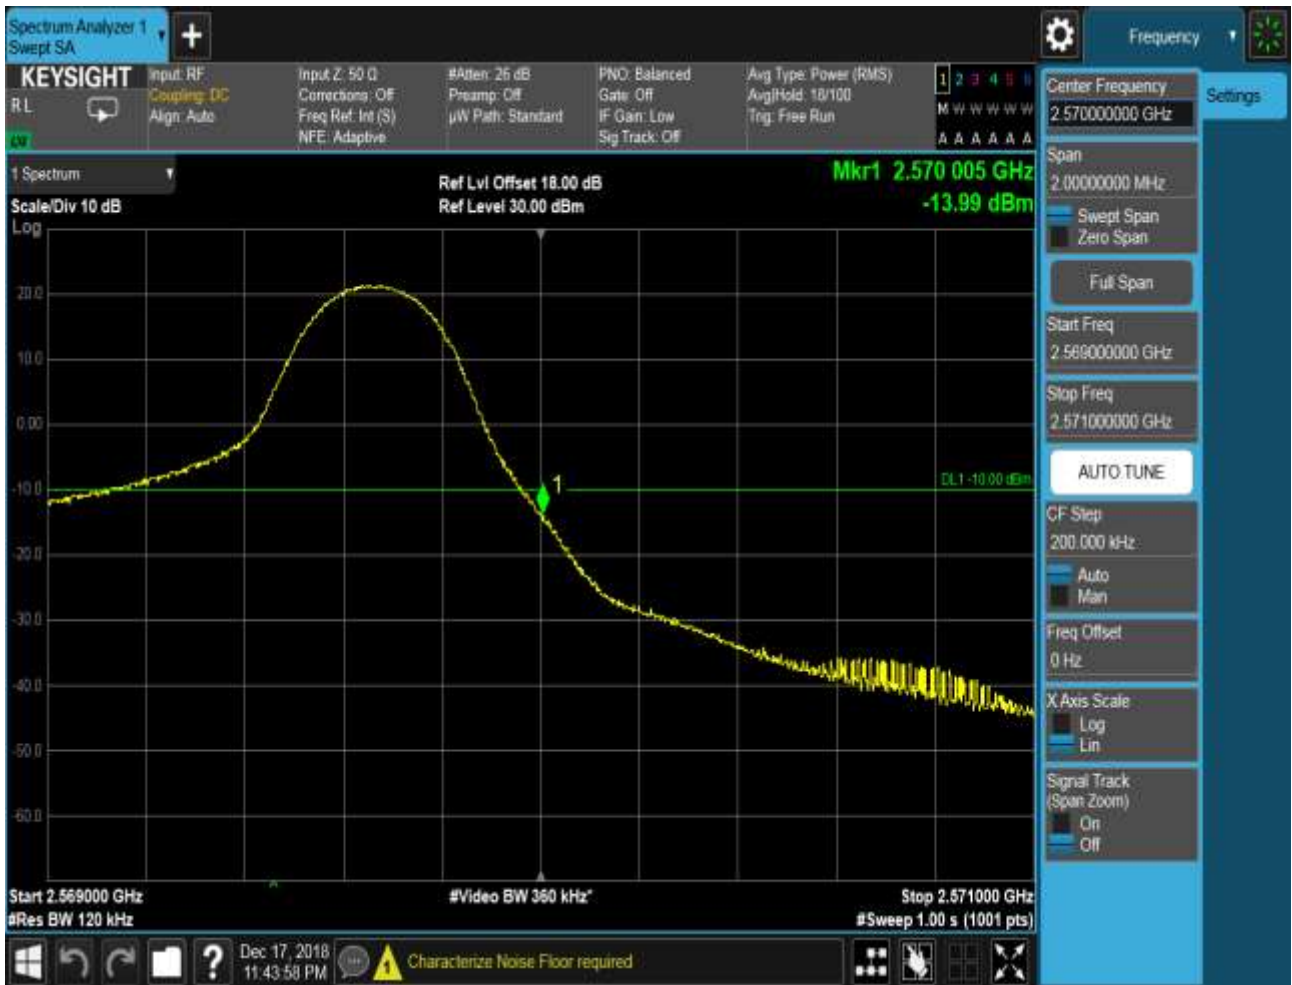 Spectrum Analyzer 1
Swept SA
+
Frequency
KEYSIGHT
RL
Input: RF
Coupling: DC
Align: Auto
Input Z: 50 Ω
Corrections: Off
Freq Ref: Int (S)
NFE: Adaptive
#Atten: 26 dB
Preamp: Off
µW Path: Standard
PNO: Balanced
Gate: Off
IF Gain: Low
Sig Track: Off
Avg Type: Power (RMS)
Avg|Hold: 18/100
Trig: Free Run
1 2 3 4 5 6
M W W W W W
A A A A A A
1 Spectrum
Scale/Div 10 dB
Log
Ref Lvl Offset 18.00 dB
Ref Level 30.00 dBm
Mkr1 2.570 005 GHz
-13.99 dBm
20.0
10.0
0.00
-10.0
-20.0
-30.0
-40.0
-50.0
-60.0
1
DL1 -10.00 dBm
Start 2.569000 GHz
#Res BW 120 kHz
#Video BW 360 kHz*
Stop 2.571000 GHz
#Sweep 1.00 s (1001 pts)
Center Frequency
2.570000000 GHz
Settings
Span
2.00000000 MHz
Swept Span
Zero Span
Full Span
Start Freq
2.569000000 GHz
Stop Freq
2.571000000 GHz
AUTO TUNE
CF Step
200.000 kHz
Auto
Man
Freq Offset
0 Hz
X Axis Scale
Log
Lin
Signal Track
(Span Zoom)
On
Off
?
Dec 17, 2018
11:43:58 PM
1
Characterize Noise Floor required